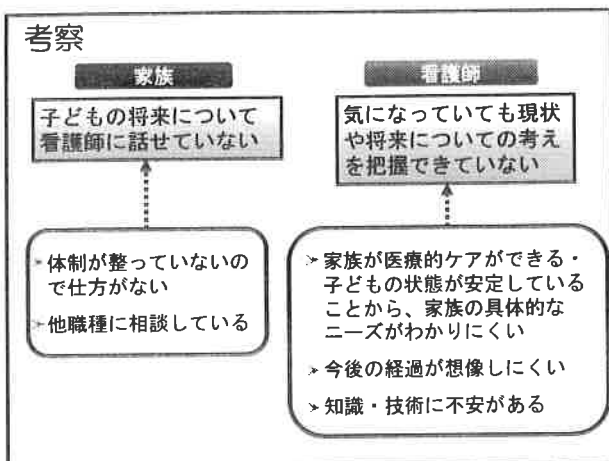 考察
家族
子どもの将来について
看護師に話せていない
体制が整っていないの
で仕方がない
他職種に相談している
看護師
気になっていても現状
や将来についての考え
を把握できていない
家族が医療的ケアができる・
子どもの状態が安定している
ことから、家族の具体的な
ニーズがわかりにくい
今後の経過が想像しにくい
知識・技術に不安がある